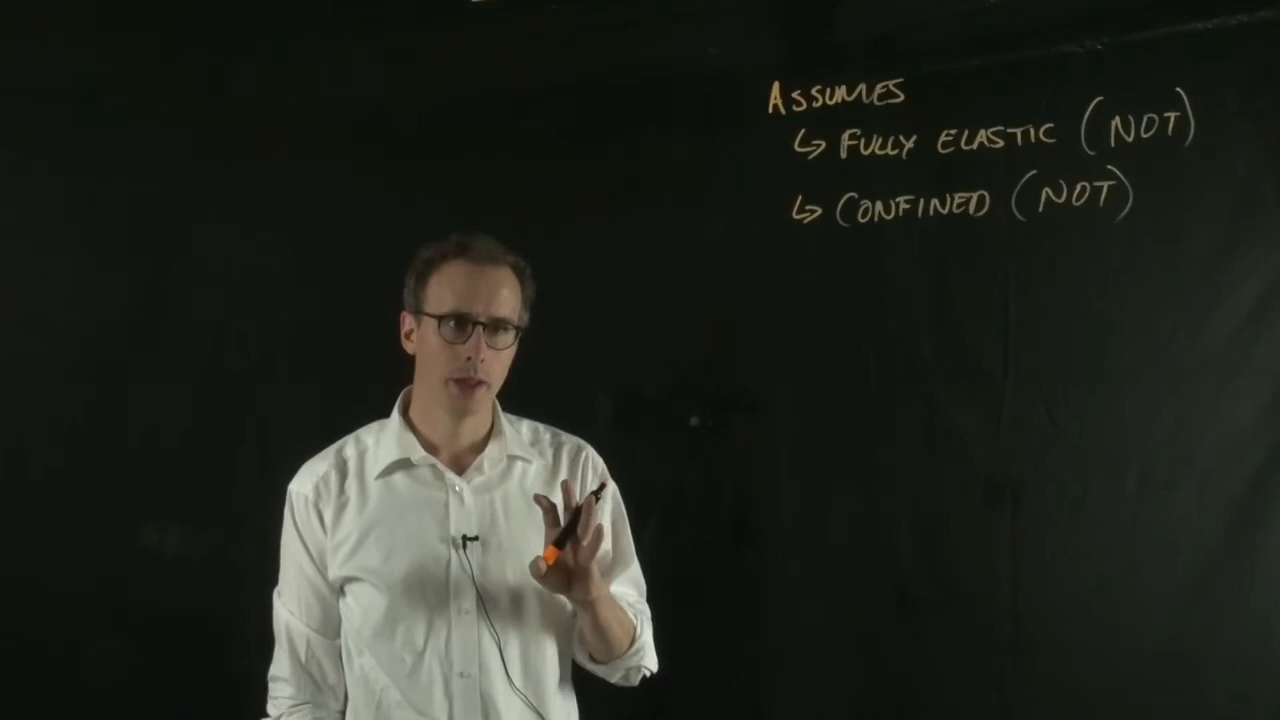 ASSUMES
↳ FULLY ELASTIC (NOT)
↳ CONFINED (NOT)